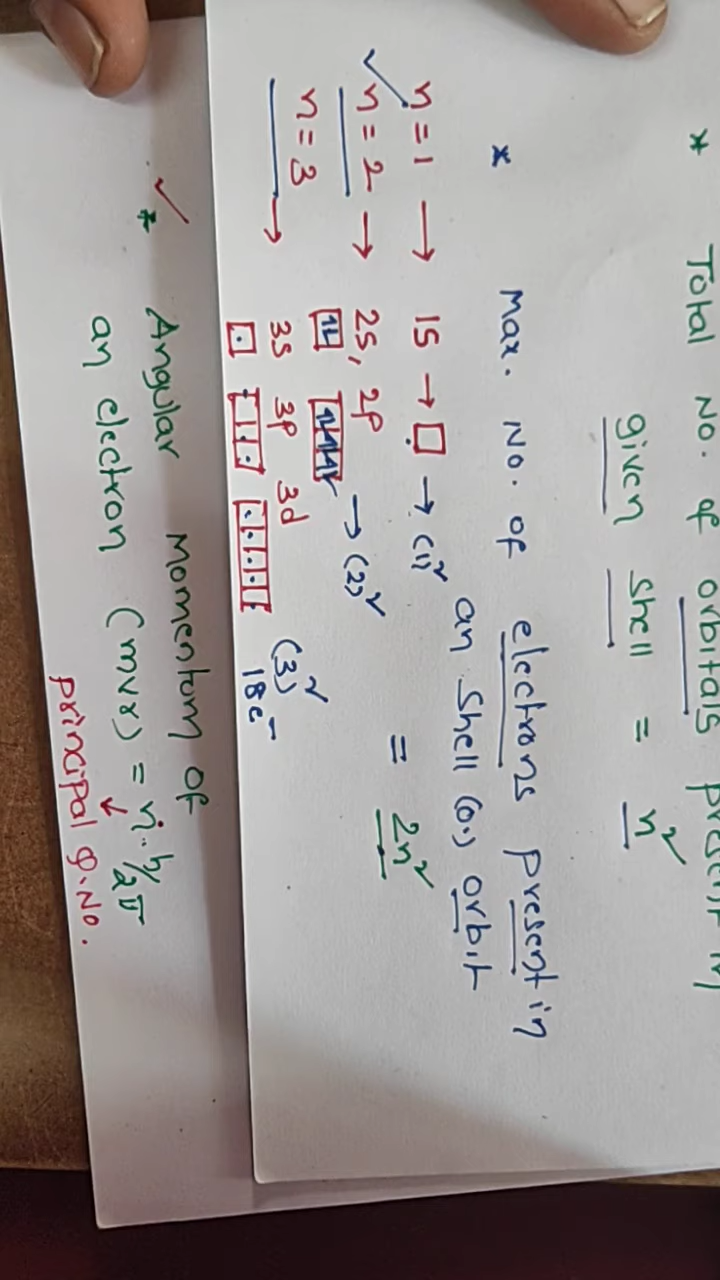 * Total No. of orbitals present in
given shell = n²
* Max. No. of electrons present in
an shell (or) orbit
= 2n²
n=1 → 1s → □ → (1)²
n=2 → 2s, 2p → (2)²
n=3 → 3s 3p 3d (3)²
18e⁻
* Angular Momentum of
an electron (mvr) = n·h/2π
principal Q.No.